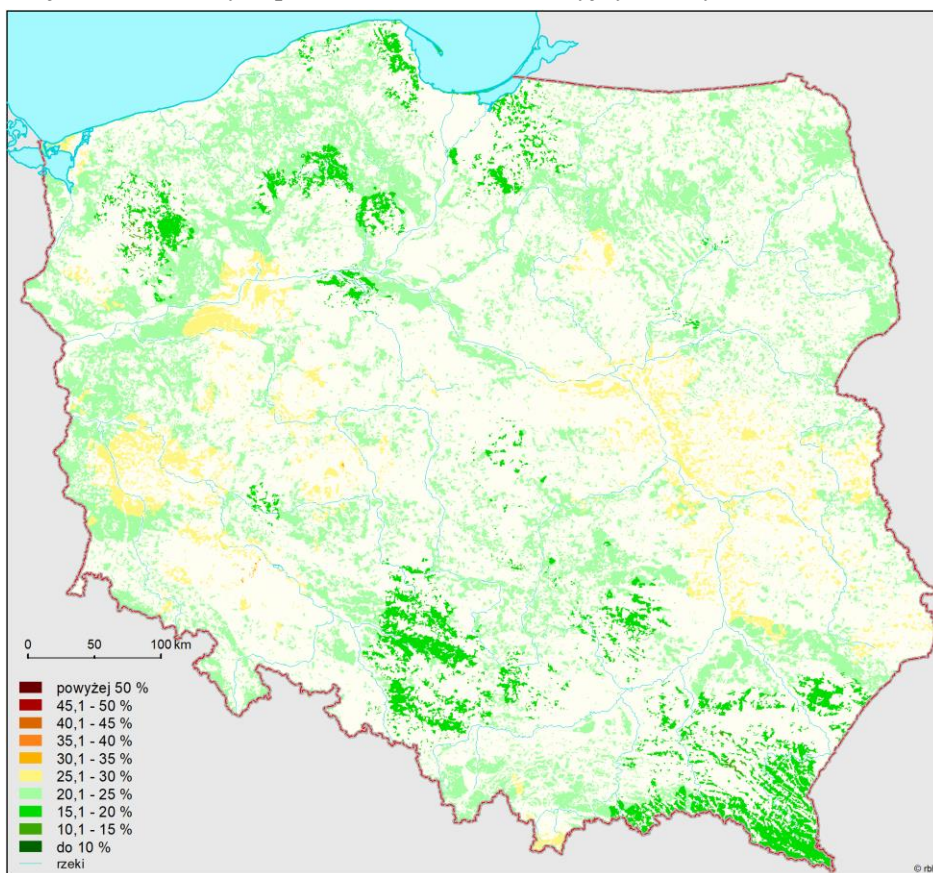 0 50 100 km
powyżej 50 %
45,1 - 50 %
40,1 - 45 %
35,1 - 40 %
30,1 - 35 %
25,1 - 30 %
20,1 - 25 %
15,1 - 20 %
10,1 - 15 %
do 10 %
rzeki